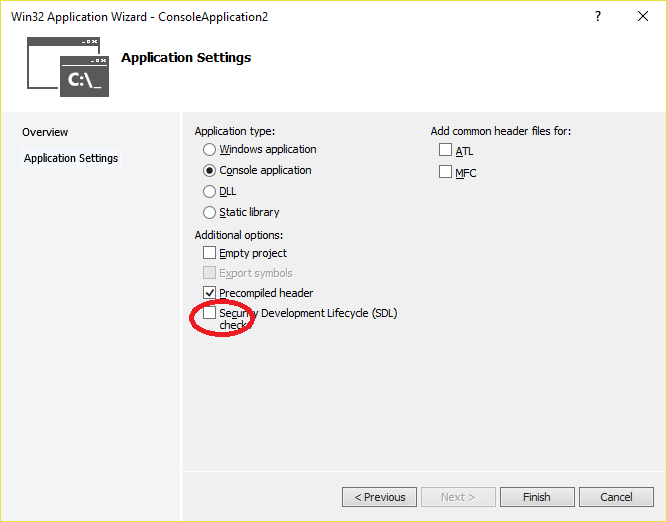 Win32 Application Wizard - ConsoleApplication2
?
C:\_
Application Settings
Overview
Application Settings
Application type:
Windows application
Console application
DLL
Static library
Add common header files for:
ATL
MFC
Additional options:
Empty project
Export symbols
Precompiled header
Security Development Lifecycle (SDL)
checks
< Previous
Next >
Finish
Cancel